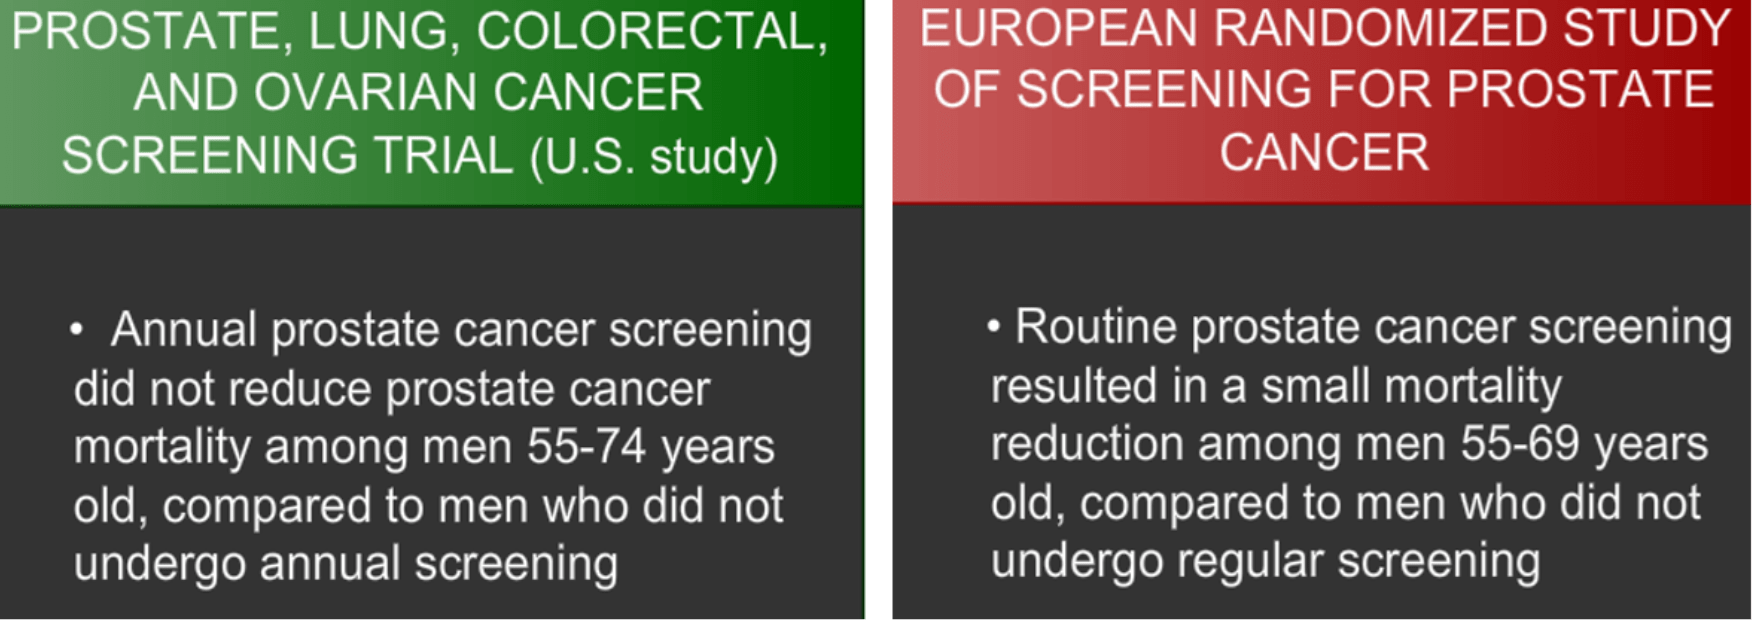 PROSTATE, LUNG, COLORECTAL,
AND OVARIAN CANCER
SCREENING TRIAL (U.S. study)
• Annual prostate cancer screening
did not reduce prostate cancer
mortality among men 55-74 years
old, compared to men who did not
undergo annual screening
EUROPEAN RANDOMIZED STUDY
OF SCREENING FOR PROSTATE
CANCER
• Routine prostate cancer screening
resulted in a small mortality
reduction among men 55-69 years
old, compared to men who did not
undergo regular screening